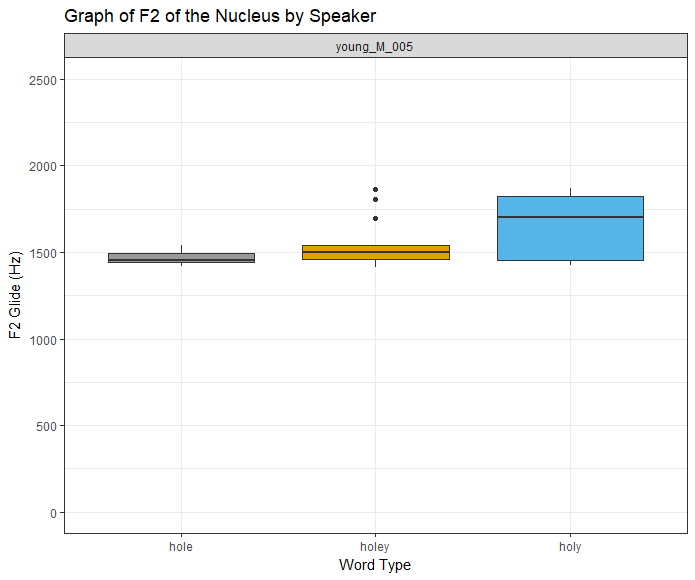 Graph of F2 of the Nucleus by Speaker
young_M_005
2500
2000
1500
1000
500
0
F2 Glide (Hz)
hole holey holy
Word Type